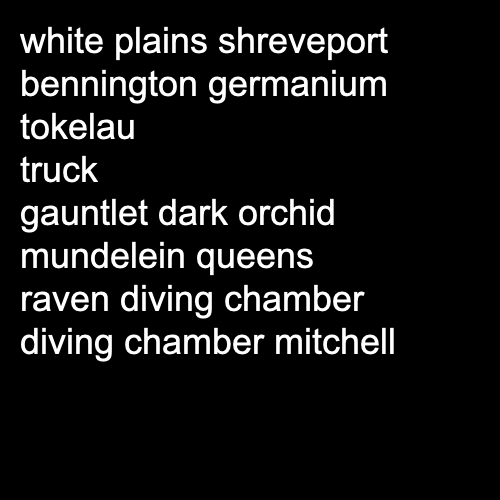 white plains shreveport
bennington germanium
tokelau
truck
gauntlet dark orchid
mundelein queens
raven diving chamber
diving chamber mitchell